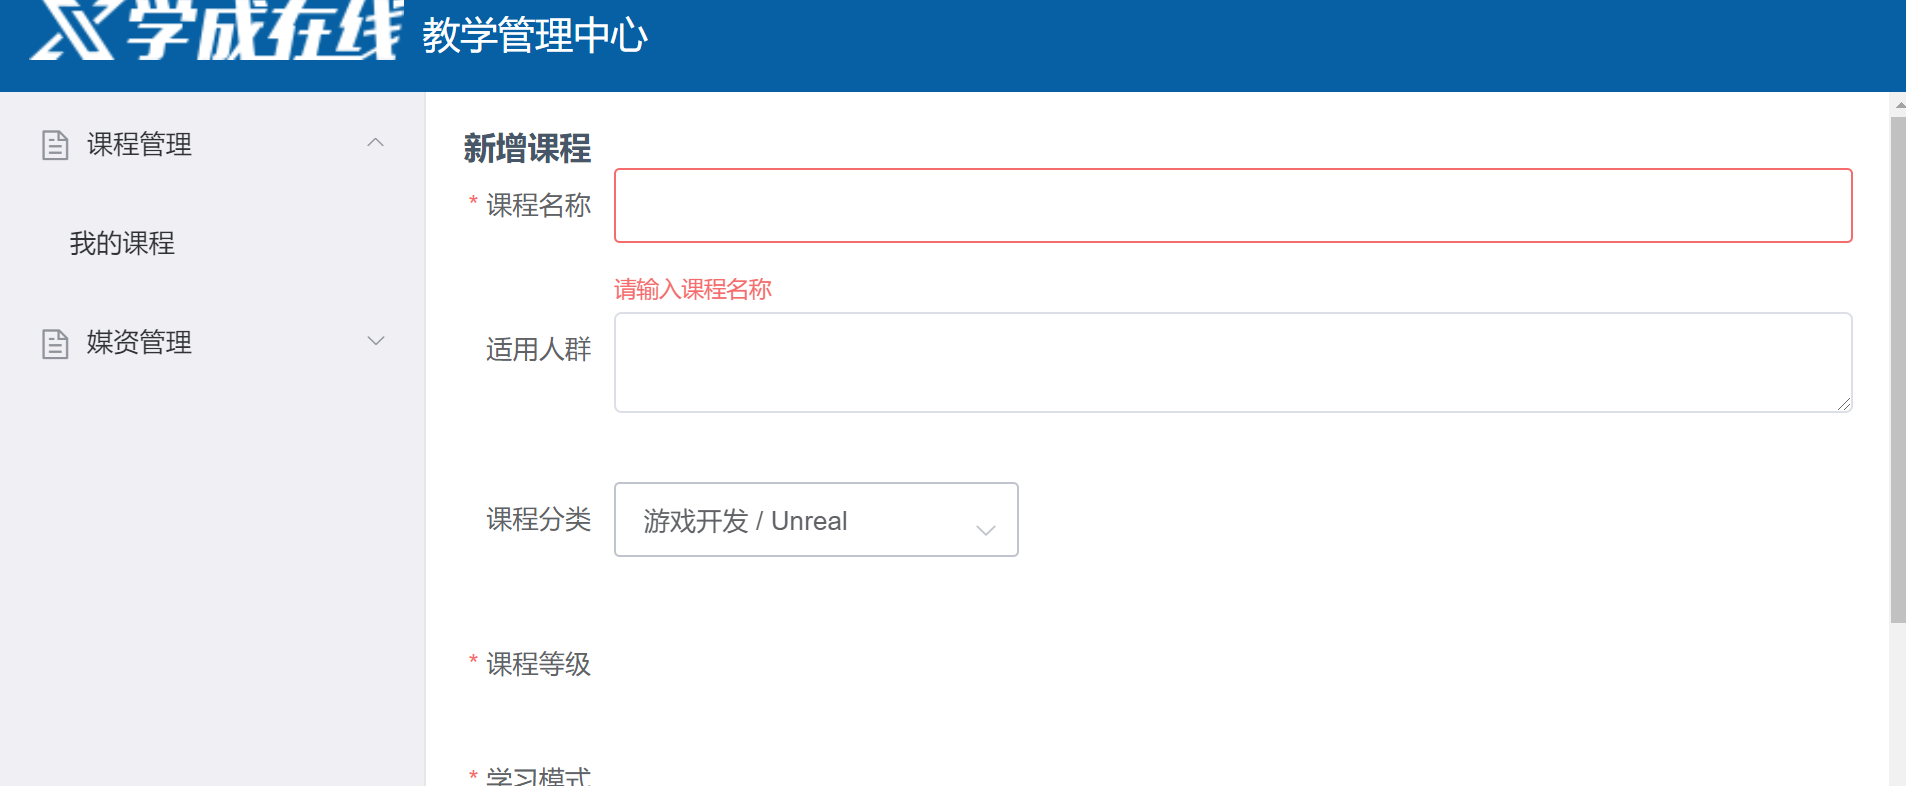 学成在线 教学管理中心
课程管理
我的课程
媒资管理
新增课程
* 课程名称
请输入课程名称
适用人群
课程分类 游戏开发 / Unreal
* 课程等级
* 学习模式